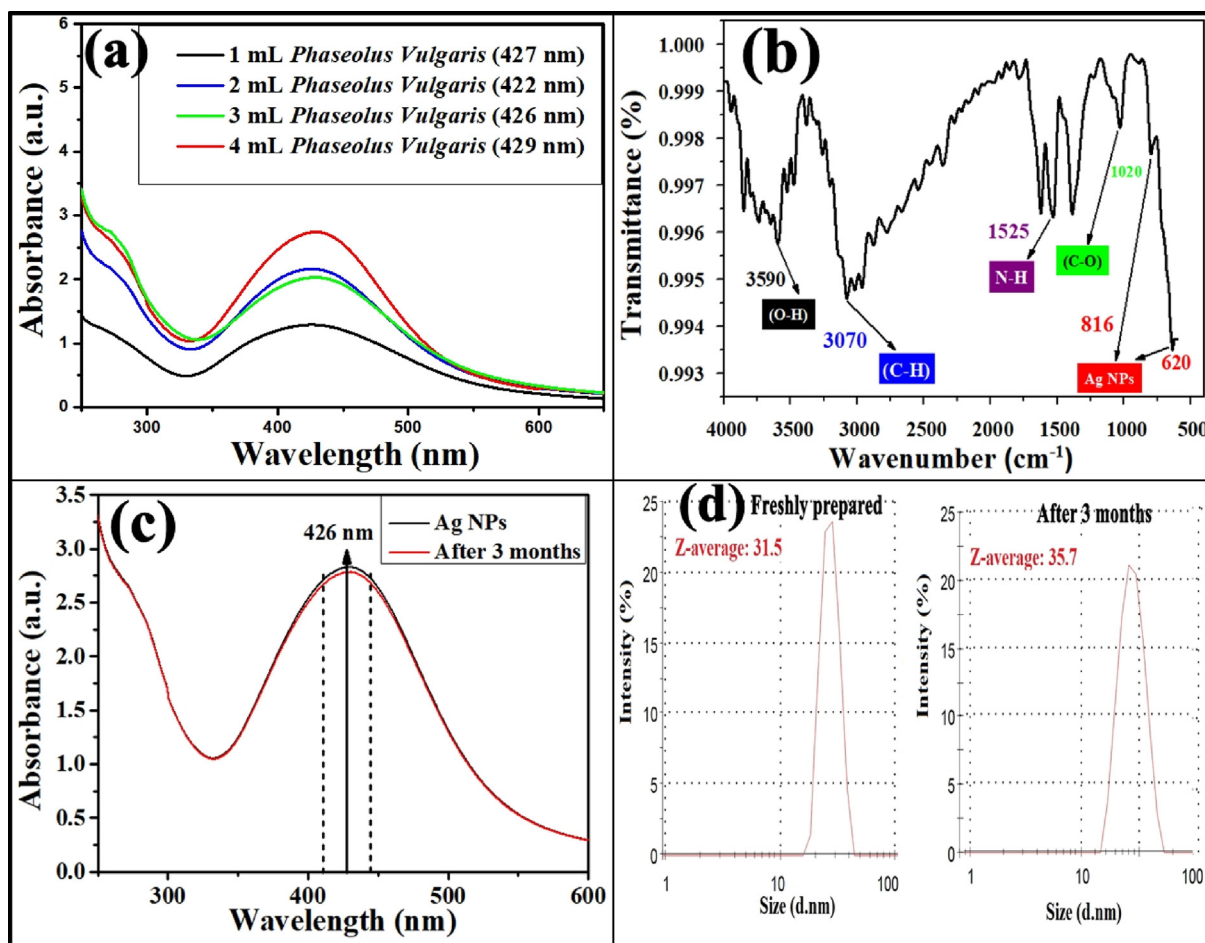 (a)
1 mL Phaseolus Vulgaris (427 nm)
2 mL Phaseolus Vulgaris (422 nm)
3 mL Phaseolus Vulgaris (426 nm)
4 mL Phaseolus Vulgaris (429 nm)
Absorbance (a.u.)
6
5
4
3
2
1
0
300
400
500
600
Wavelength (nm)
(b)
Transmittance (%)
1.000
0.999
0.998
0.997
0.996
0.995
0.994
0.993
3590
(O-H)
3070
(C-H)
1525
N-H
1020
(C-O)
816
Ag NPs
620
4000
3500
3000
2500
2000
1500
1000
500
Wavenumber (cm-1)
(c)
Ag NPs
After 3 months
426 nm
Absorbance (a.u.)
3.5
3.0
2.5
2.0
1.5
1.0
0.5
0.0
300
400
500
600
Wavelength (nm)
(d)
Freshly prepared
Z-average: 31.5
Intensity (%)
25
20
15
10
5
0
1
10
100
Size (d.nm)
After 3 months
Z-average: 35.7
Intensity (%)
25
20
15
10
5
0
1
10
100
Size (d.nm)